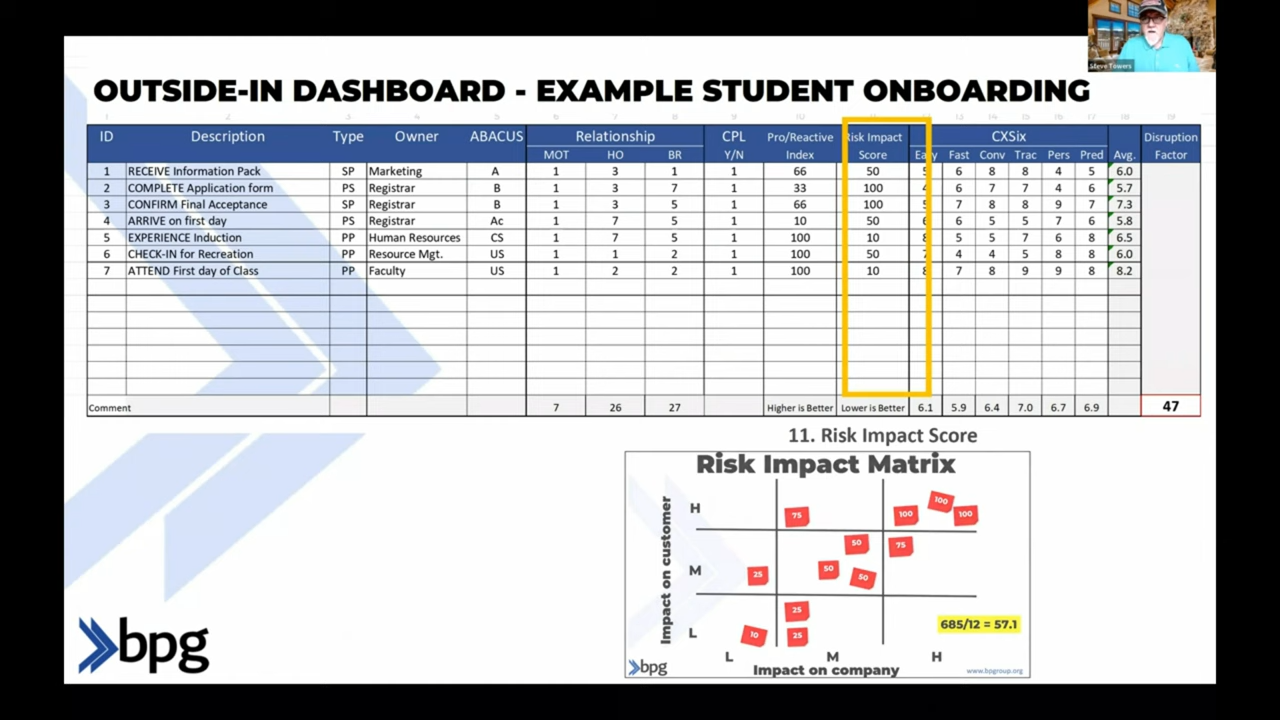 Steve Towers
OUTSIDE-IN DASHBOARD - EXAMPLE STUDENT ONBOARDING
ID Description Type Owner ABACUS Relationship CPL Pro/Reactive Risk Impact CXSix Disruption
MOT HO BR Y/N Index Score Easy Fast Conv Trac Pers Pred Avg. Factor
1 RECEIVE Information Pack SP Marketing A 1 3 1 1 66 50 5 6 8 8 4 5 6.0
2 COMPLETE Application form PS Registrar B 1 3 7 1 33 100 4 6 7 7 4 6 5.7
3 CONFIRM Final Acceptance SP Registrar B 1 3 5 1 66 100 5 7 8 8 9 7 7.3
4 ARRIVE on first day PS Registrar Ac 1 7 5 1 10 50 6 6 5 5 7 6 5.8
5 EXPERIENCE Induction PP Human Resources CS 1 7 5 1 100 10 8 5 5 7 6 8 6.5
6 CHECK-IN for Recreation PP Resource Mgt. US 1 1 2 1 100 50 7 4 4 5 8 8 6.0
7 ATTEND First day of Class PP Faculty US 1 2 2 1 100 10 8 7 8 9 9 8 8.2
Comment 7 26 27 Higher is Better Lower is Better 6.1 5.9 6.4 7.0 6.7 6.9 47
11. Risk Impact Score
Risk Impact Matrix
Impact on customer
H 75 100 100 100
M 25 50 50 50 75
L 10 25 25
685/12 = 57.1
L M H
Impact on company
bpg
www.bpgroup.org
bpg